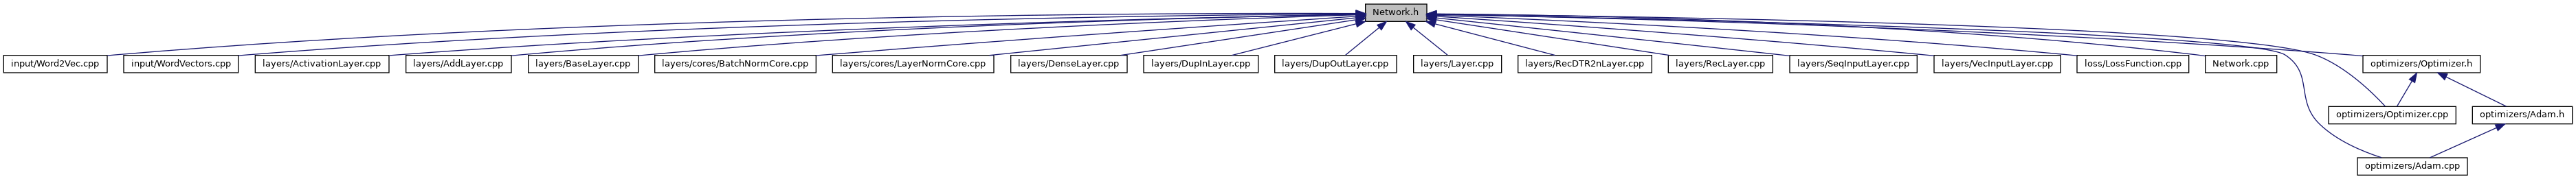 Network.h
input/Word2Vec.cpp
input/WordVectors.cpp
layers/ActivationLayer.cpp
layers/AddLayer.cpp
layers/BaseLayer.cpp
layers/cores/BatchNormCore.cpp
layers/cores/LayerNormCore.cpp
layers/DenseLayer.cpp
layers/DupInLayer.cpp
layers/DupOutLayer.cpp
layers/Layer.cpp
layers/RecDTR2nLayer.cpp
layers/RecLayer.cpp
layers/SeqInputLayer.cpp
layers/VecInputLayer.cpp
loss/LossFunction.cpp
Network.cpp
optimizers/Optimizer.h
optimizers/Optimizer.cpp
optimizers/Adam.h
optimizers/Adam.cpp